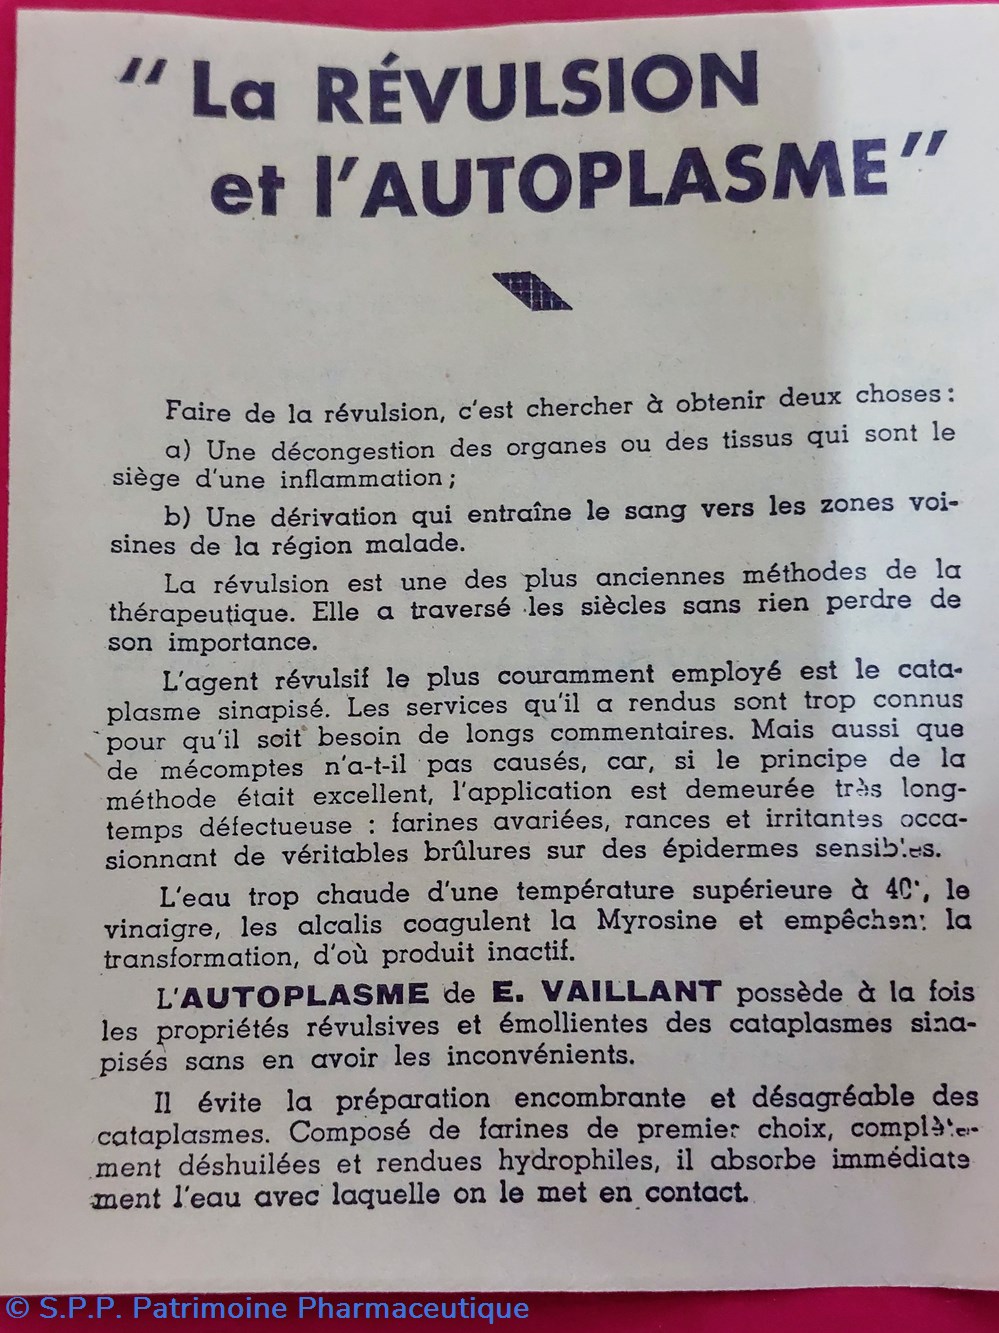 “La RÉVULSION
et l'AUTOPLASME”
Faire de la révulsion, c'est chercher à obtenir deux choses :
a) Une décongestion des organes ou des tissus qui sont le
siège d'une inflammation ;
b) Une dérivation qui entraîne le sang vers les zones voi-
sines de la région malade.
La révulsion est une des plus anciennes méthodes de la
thérapeutique. Elle a traversé les siècles sans rien perdre de
son importance.
L'agent révulsif le plus couramment employé est le cata-
plasme sinapisé. Les services qu'il a rendus sont trop connus
pour qu'il soit besoin de longs commentaires. Mais aussi que
de mécomptes n'a-t-il pas causés, car, si le principe de la
méthode était excellent, l'application est demeurée très long-
temps défectueuse : farines avariées, rances et irritantes occa-
sionnant de véritables brûlures sur des épidermes sensibles.
L'eau trop chaude d'une température supérieure à 40°, le
vinaigre, les alcalis coagulent la Myrosine et empêchent la
transformation, d'où produit inactif.
L'AUTOPLASME de E. VAILLANT possède à la fois
les propriétés révulsives et émollientes des cataplasmes sina-
pisés sans en avoir les inconvénients.
Il évite la préparation encombrante et désagréable des
cataplasmes. Composé de farines de premier choix, complète-
ment déshuilées et rendues hydrophiles, il absorbe immédiate
ment l'eau avec laquelle on le met en contact.
© S.P.P. Patrimoine Pharmaceutique